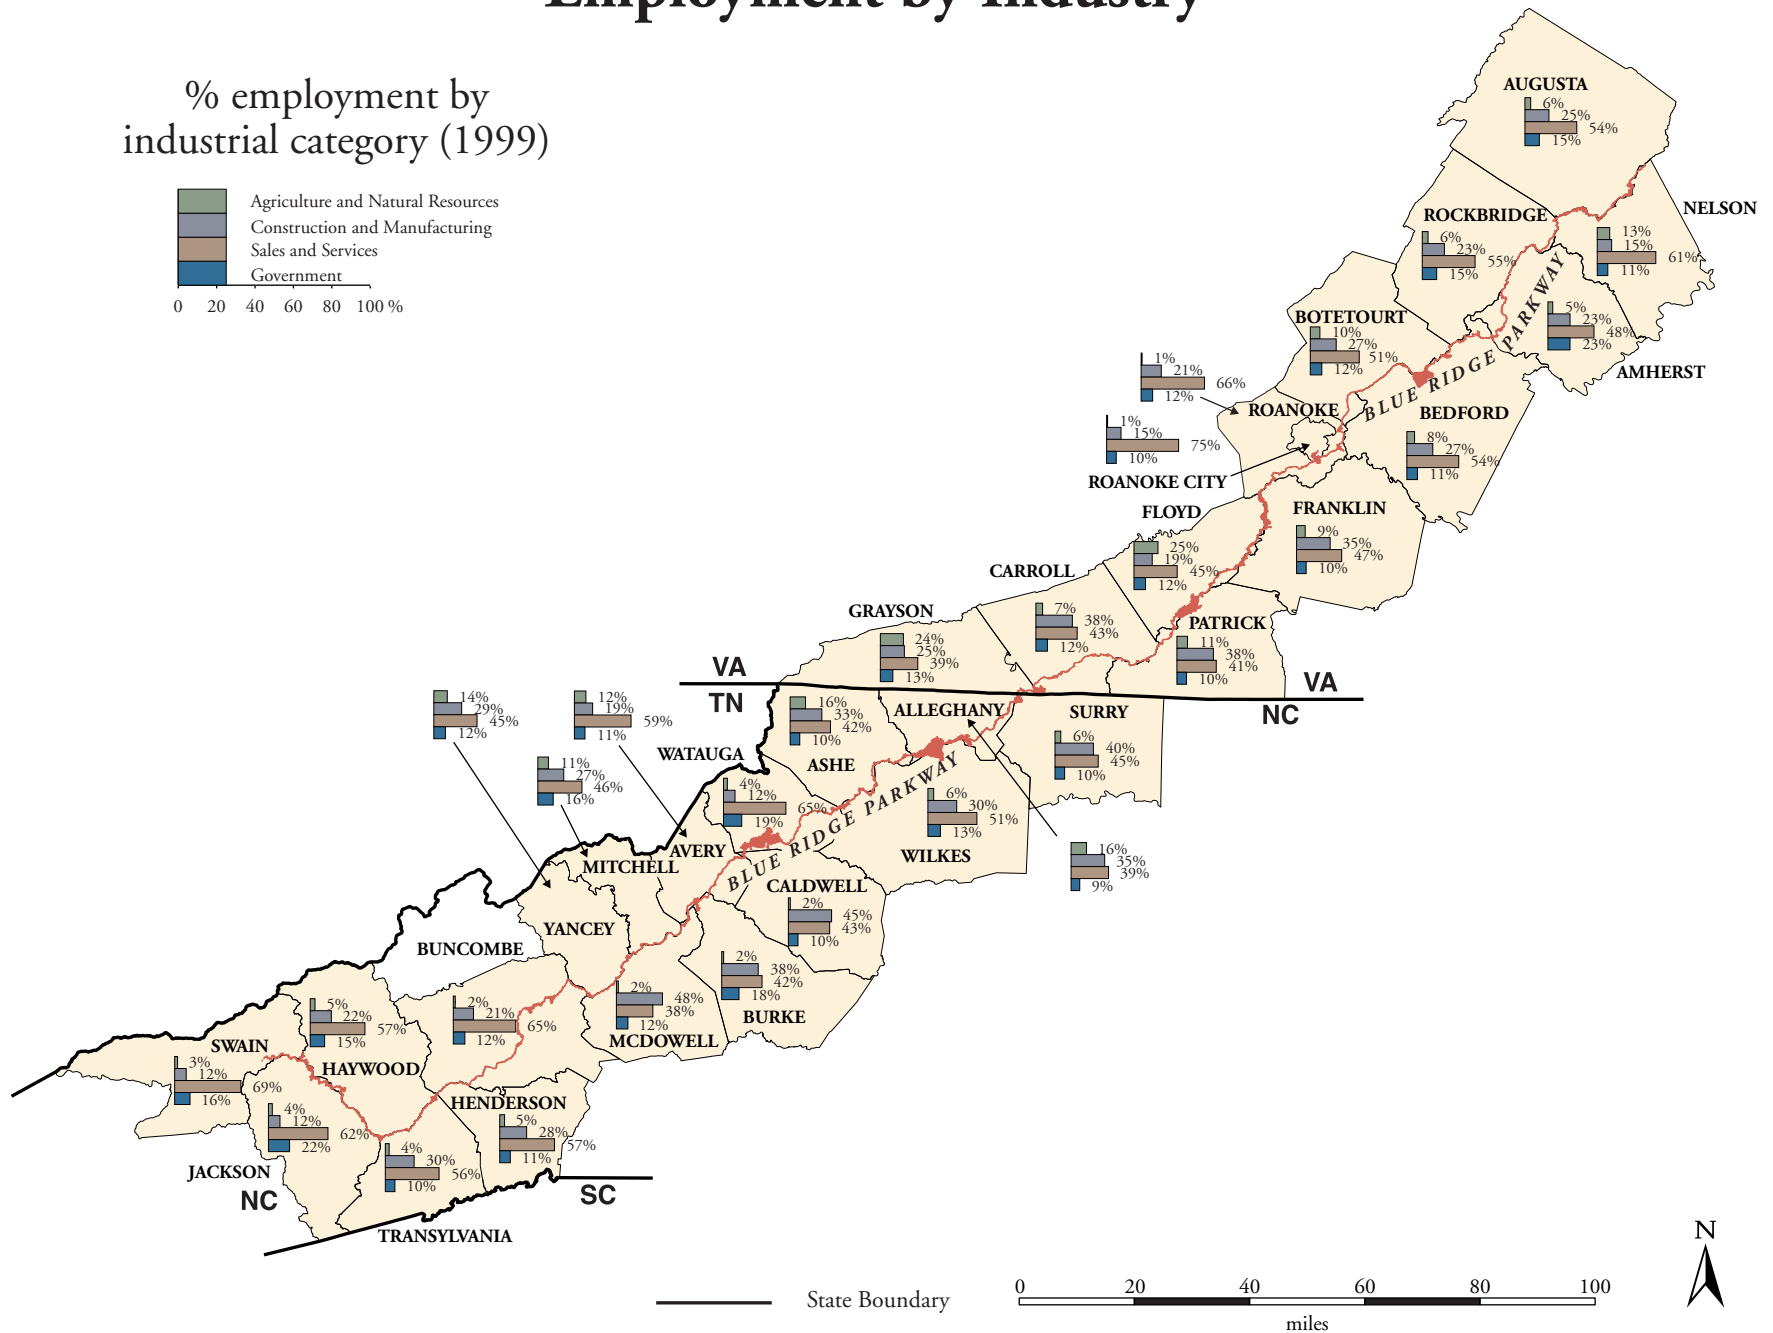 Employment by Industry
% employment by
industrial category (1999)
Agriculture and Natural Resources
Construction and Manufacturing
Sales and Services
Government
0 20 40 60 80 100 %
AUGUSTA
6%
25%
54%
15%
NELSON
13%
15%
61%
11%
ROCKBRIDGE
6%
23%
55%
15%
AMHERST
5%
23%
48%
23%
BOTETOURT
10%
27%
51%
12%
BLUE RIDGE PARKWAY
1%
21%
66%
12%
ROANOKE
1%
15%
75%
10%
ROANOKE CITY
BEDFORD
8%
27%
54%
11%
FRANKLIN
9%
35%
47%
10%
FLOYD
25%
19%
45%
12%
CARROLL
7%
38%
43%
12%
GRAYSON
24%
25%
39%
13%
PATRICK
11%
38%
41%
10%
VA
TN
VA
NC
14%
29%
45%
12%
12%
19%
59%
11%
11%
27%
46%
16%
ASHE
16%
33%
42%
10%
ALLEGHANY
SURRY
6%
40%
45%
10%
WATAUGA
4%
12%
65%
19%
BLUE RIDGE PARKWAY
6%
30%
51%
13%
WILKES
16%
35%
39%
9%
AVERY
MITCHELL
CALDWELL
2%
45%
43%
10%
YANCEY
BUNCOMBE
2%
21%
65%
12%
2%
38%
42%
18%
BURKE
2%
48%
38%
12%
MCDOWELL
5%
22%
57%
15%
HAYWOOD
SWAIN
3%
12%
69%
16%
4%
12%
62%
22%
JACKSON
HENDERSON
5%
28%
57%
11%
4%
30%
56%
10%
TRANSYLVANIA
NC
SC
State Boundary
0 20 40 60 80 100
miles
N